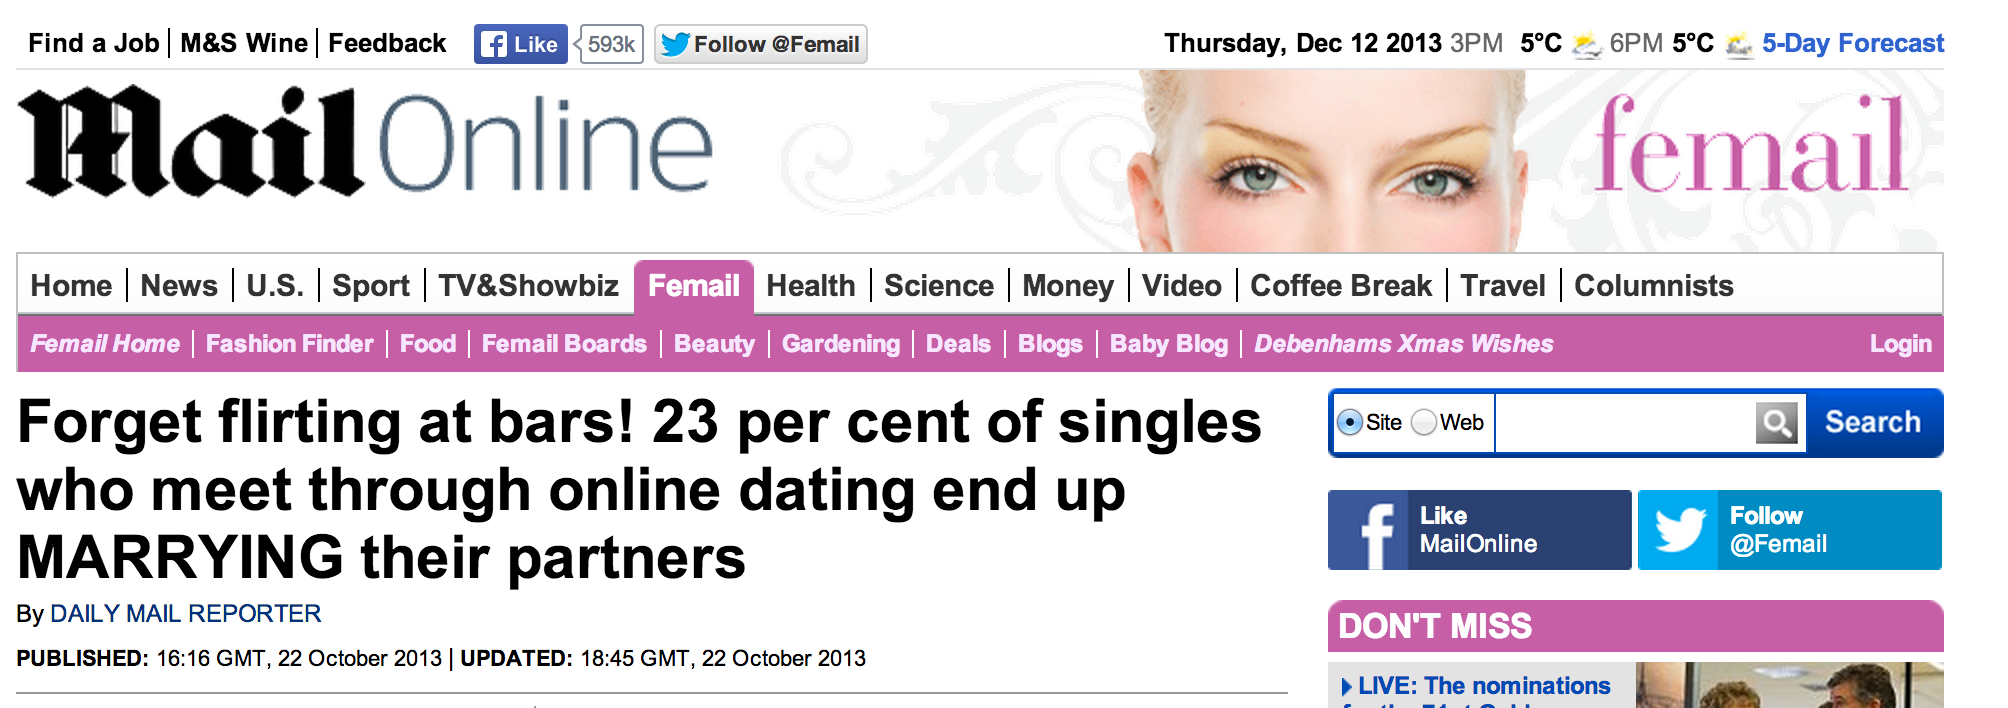 Find a Job M&S Wine Feedback Like 593k Follow @Femail Thursday, Dec 12 2013 3PM 5°C 6PM 5°C 5-Day Forecast
Mail Online femail
Home News U.S. Sport TV&Showbiz Femail Health Science Money Video Coffee Break Travel Columnists
Femail Home Fashion Finder Food Femail Boards Beauty Gardening Deals Blogs Baby Blog Debenhams Xmas Wishes Login
Forget flirting at bars! 23 per cent of singles
who meet through online dating end up
MARRYING their partners
By DAILY MAIL REPORTER
PUBLISHED: 16:16 GMT, 22 October 2013 | UPDATED: 18:45 GMT, 22 October 2013
Site Web Search
Like
MailOnline
Follow
@Femail
DON'T MISS
LIVE: The nominations